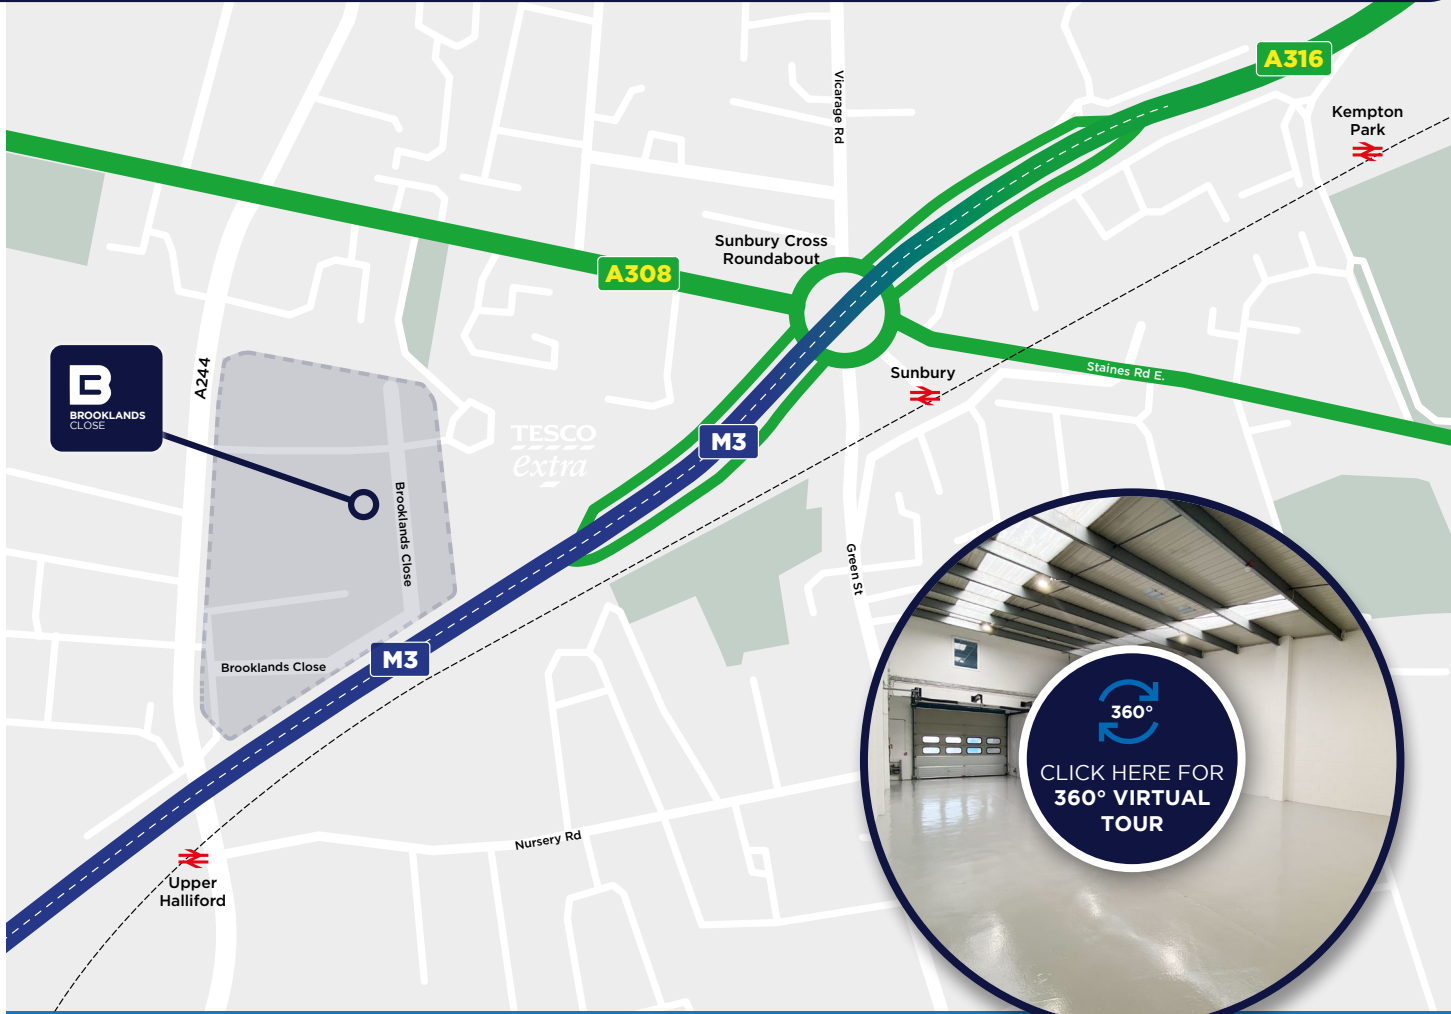 A316
Kempton
Park
Vicarage Rd
Sunbury Cross
Roundabout
A308
A244
Sunbury
Staines Rd E.
BROOKLANDS
CLOSE
TESCO
extra
M3
Brooklands Close
Green St
M3
Brooklands Close
360°
CLICK HERE FOR
360° VIRTUAL
TOUR
Nursery Rd
Upper
Halliford